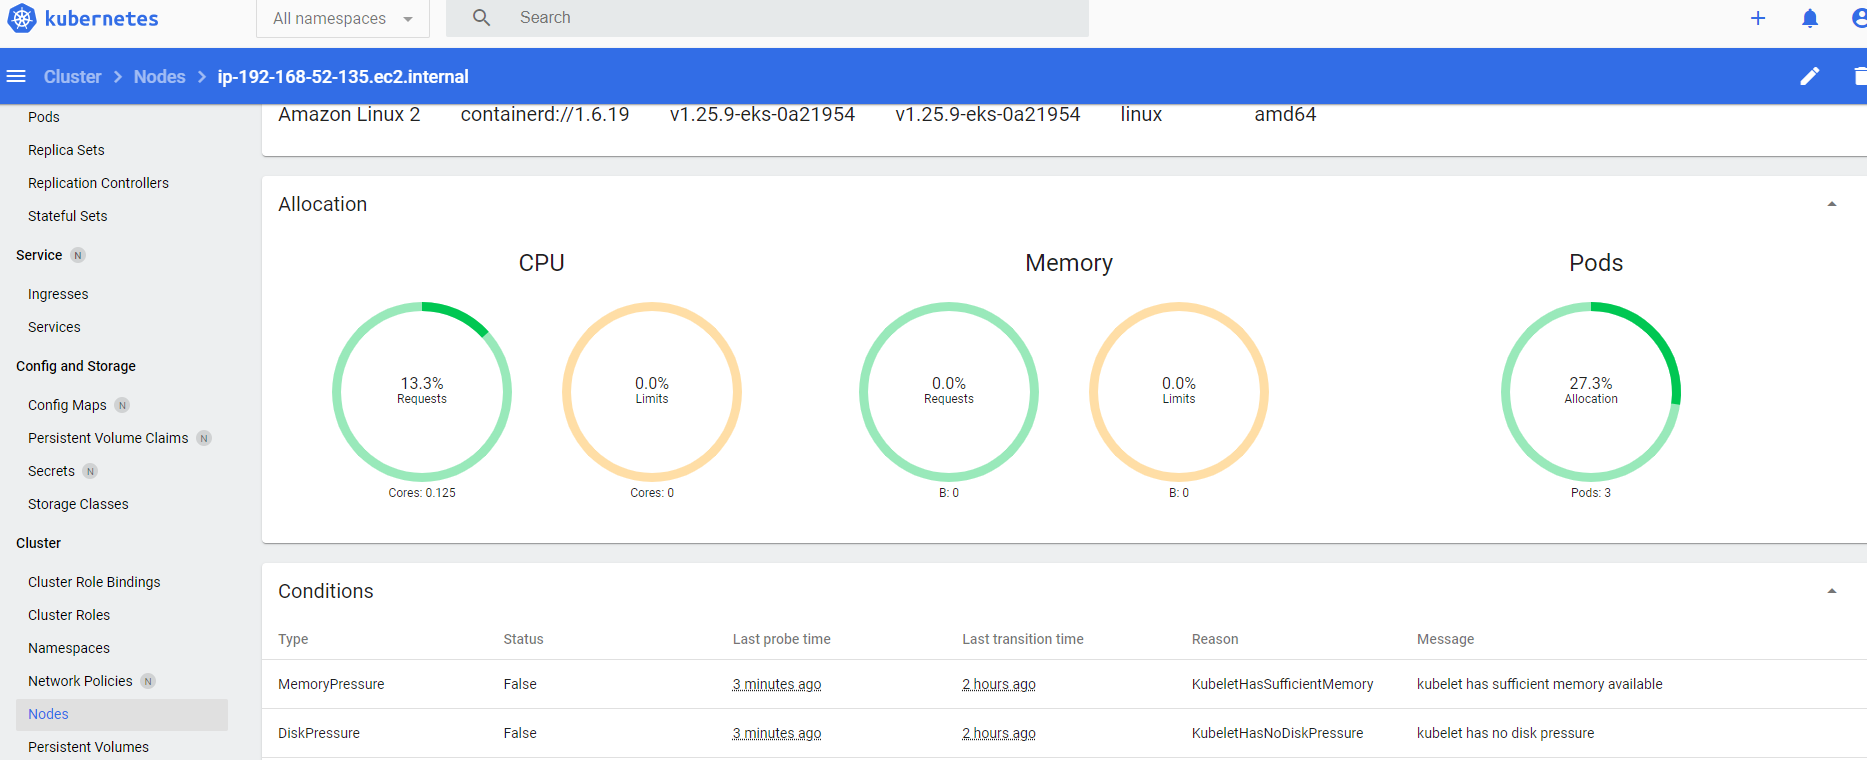 kubernetes
All namespaces
Search
Cluster > Nodes > ip-192-168-52-135.ec2.internal
Pods
Replica Sets
Replication Controllers
Stateful Sets
Service N
Ingresses
Services
Config and Storage
Config Maps N
Persistent Volume Claims N
Secrets N
Storage Classes
Cluster
Cluster Role Bindings
Cluster Roles
Namespaces
Network Policies N
Nodes
Persistent Volumes
Amazon Linux 2 containerd://1.6.19 v1.25.9-eks-0a21954 v1.25.9-eks-0a21954 linux amd64
Allocation
CPU
13.3%
Requests
Cores: 0.125
0.0%
Limits
Cores: 0
Memory
0.0%
Requests
B: 0
0.0%
Limits
B: 0
Pods
27.3%
Allocation
Pods: 3
Conditions
Type Status Last probe time Last transition time Reason Message
MemoryPressure False 3 minutes ago 2 hours ago KubeletHasSufficientMemory kubelet has sufficient memory available
DiskPressure False 3 minutes ago 2 hours ago KubeletHasNoDiskPressure kubelet has no disk pressure